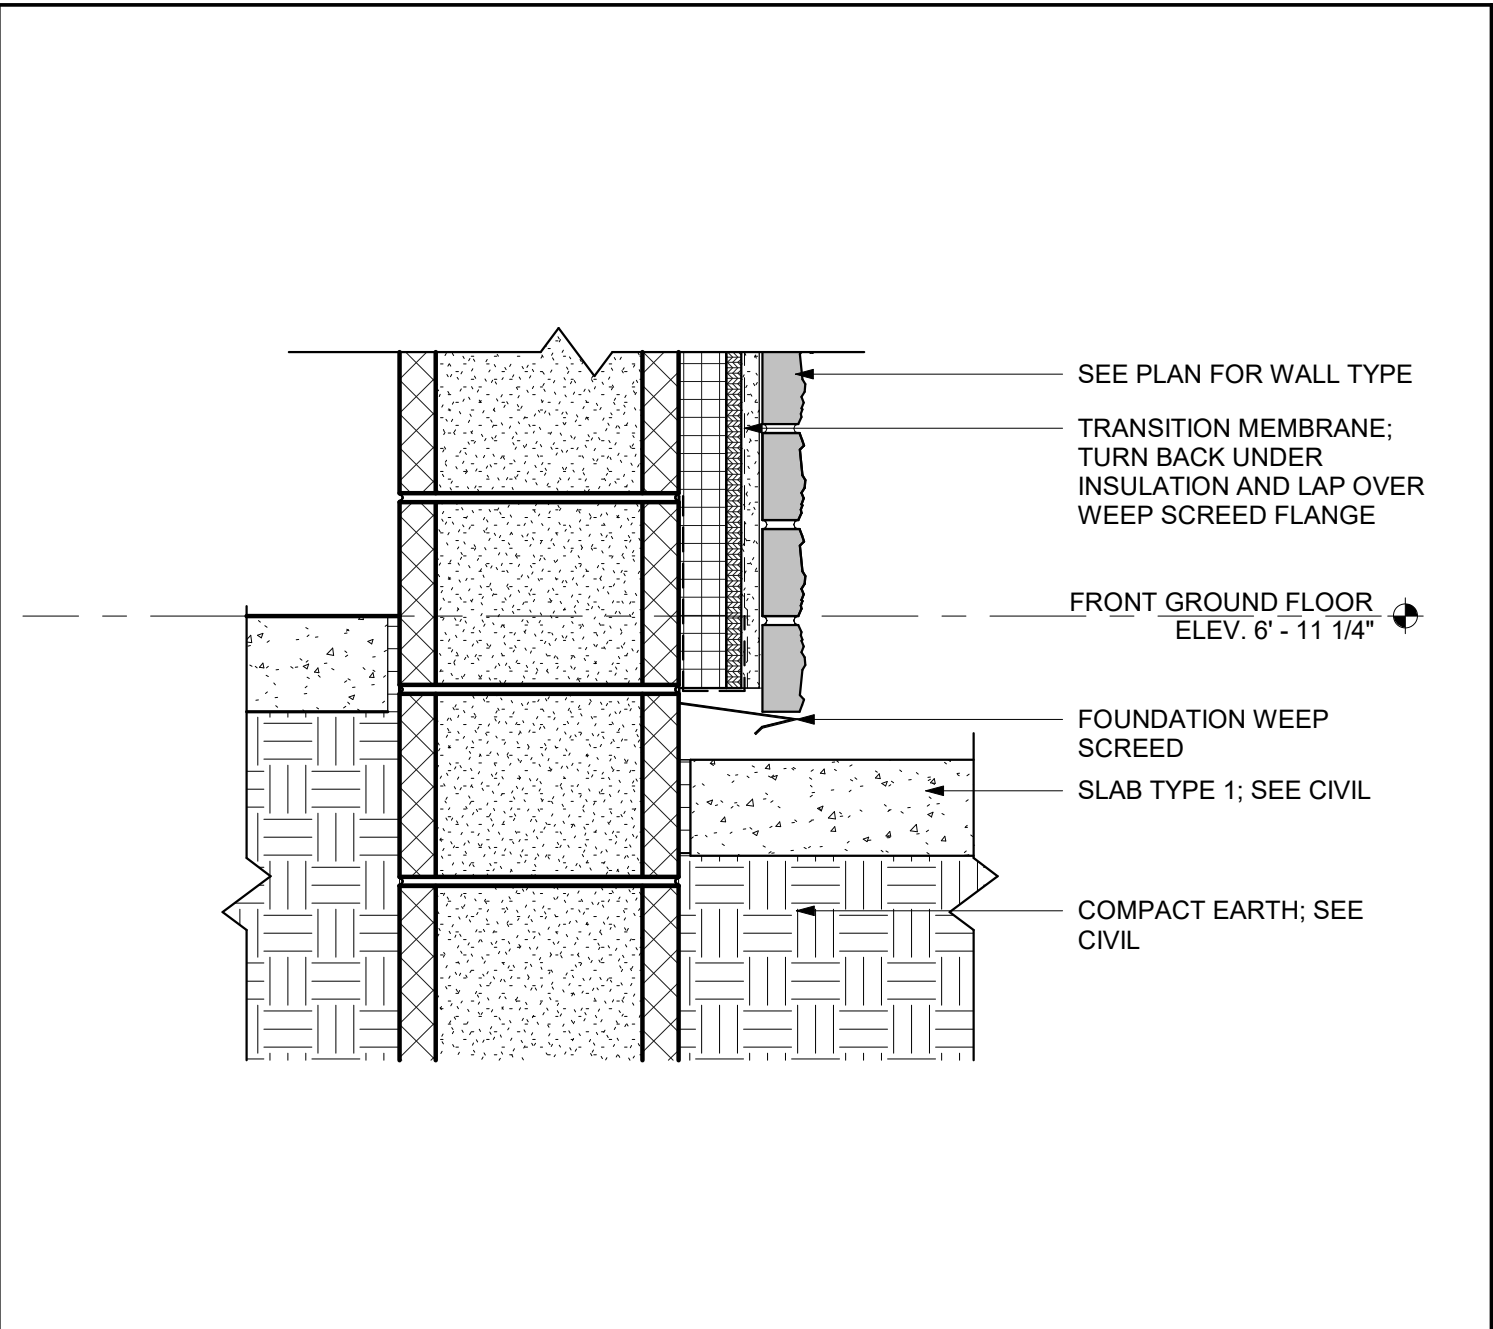 SEE PLAN FOR WALL TYPE
TRANSITION MEMBRANE;
TURN BACK UNDER
INSULATION AND LAP OVER
WEEP SCREED FLANGE
FRONT GROUND FLOOR
ELEV. 6' - 11 1/4"
FOUNDATION WEEP
SCREED
SLAB TYPE 1; SEE CIVIL
COMPACT EARTH; SEE
CIVIL